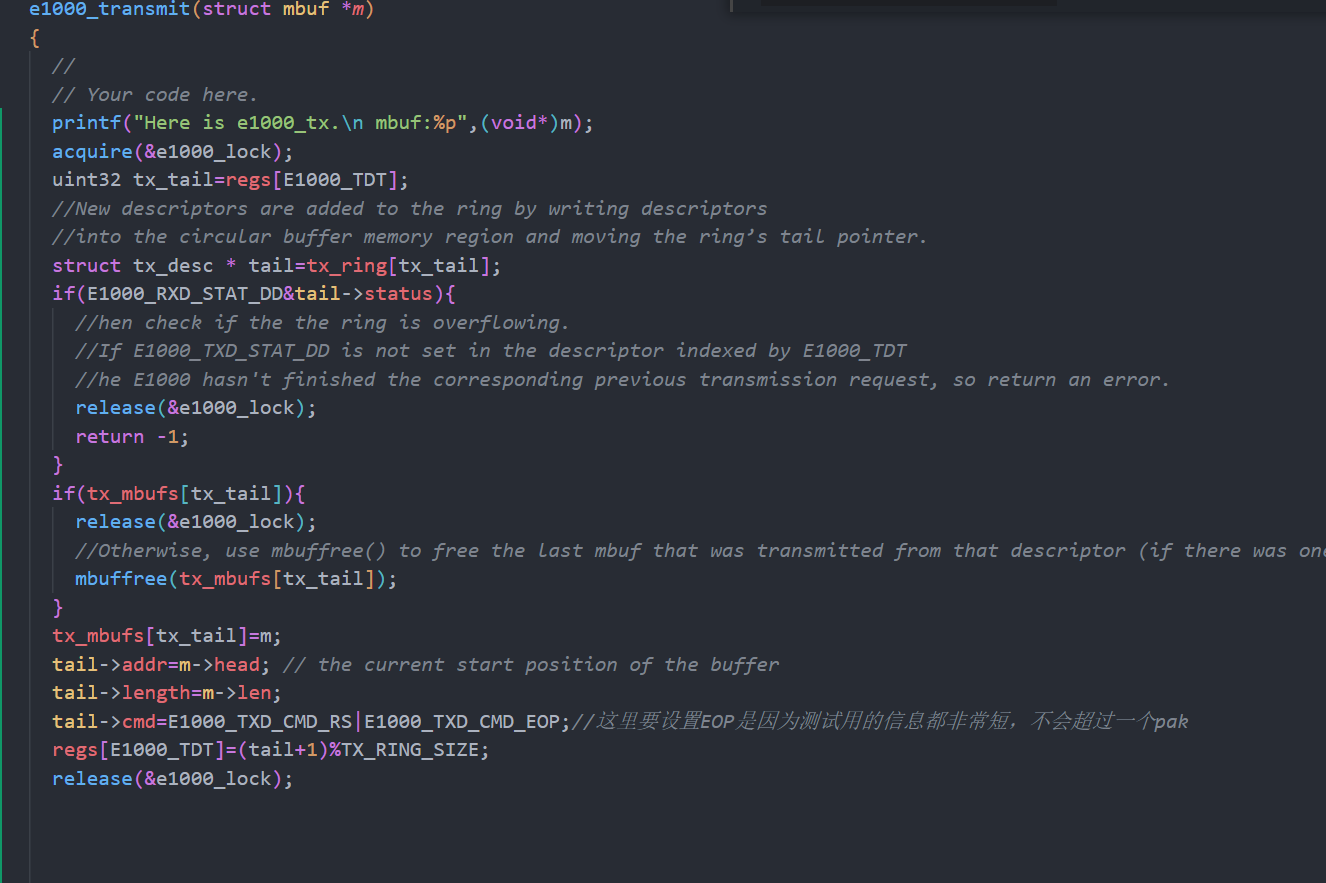 e1000_transmit(struct mbuf *m)
{
//
// Your code here.
printf("Here is e1000_tx.\n mbuf:%p",(void*)m);
acquire(&e1000_lock);
uint32 tx_tail=regs[E1000_TDT];
//New descriptors are added to the ring by writing descriptors
//into the circular buffer memory region and moving the ring’s tail pointer.
struct tx_desc * tail=tx_ring[tx_tail];
if(E1000_RXD_STAT_DD&tail->status){
//hen check if the the ring is overflowing.
//If E1000_TXD_STAT_DD is not set in the descriptor indexed by E1000_TDT
//he E1000 hasn't finished the corresponding previous transmission request, so return an error.
release(&e1000_lock);
return -1;
}
if(tx_mbufs[tx_tail]){
release(&e1000_lock);
//Otherwise, use mbuffree() to free the last mbuf that was transmitted from that descriptor (if there was one
mbuffree(tx_mbufs[tx_tail]);
}
tx_mbufs[tx_tail]=m;
tail->addr=m->head; // the current start position of the buffer
tail->length=m->len;
tail->cmd=E1000_TXD_CMD_RS|E1000_TXD_CMD_EOP;//这里要设置EOP是因为测试用的信息都非常短，不会超过一个pak
regs[E1000_TDT]=(tail+1)%TX_RING_SIZE;
release(&e1000_lock);